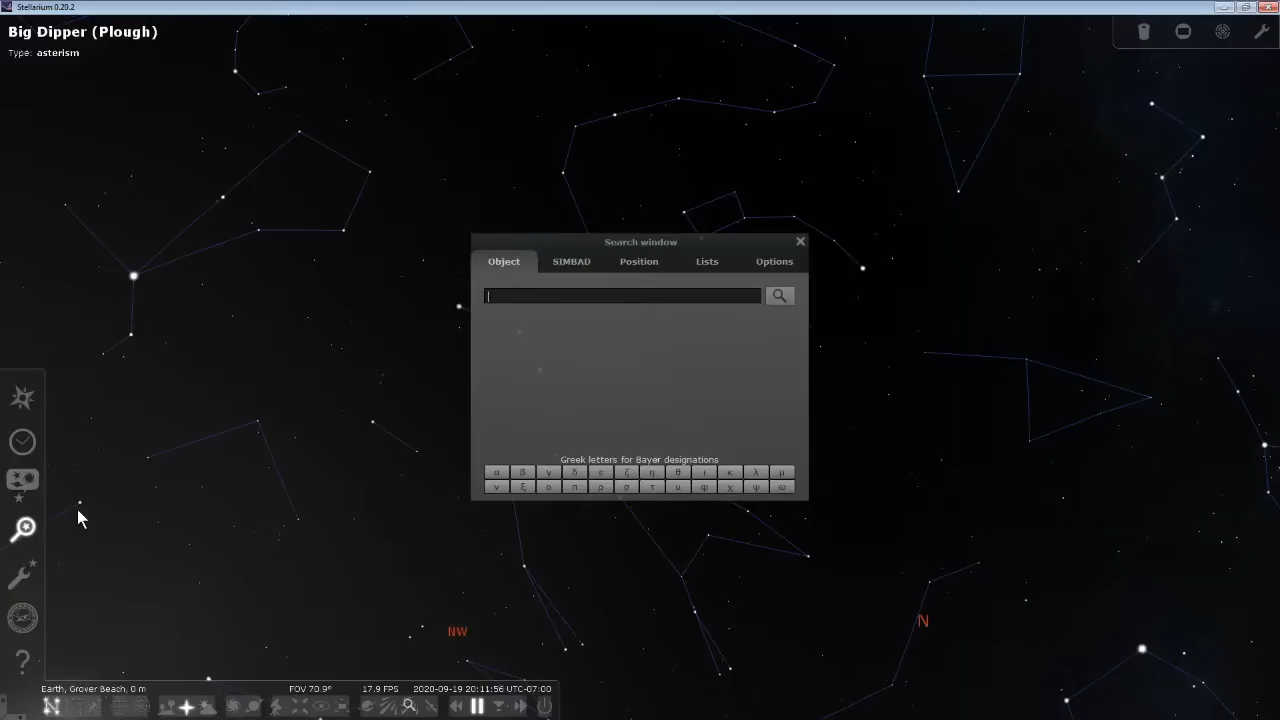 Stellarium 0.20.2
Big Dipper (Plough)
Type: asterism
Search window
Object SIMBAD Position Lists Options
Greek letters for Bayer designations
α β γ δ ε ζ η θ ι κ λ μ
ν ξ ο π ρ σ τ υ φ χ ψ ω
NW
N
?
Earth, Grover Beach, 0 m FOV 70.9° 17.9 FPS 2020-09-19 20:11:56 UTC-07:00